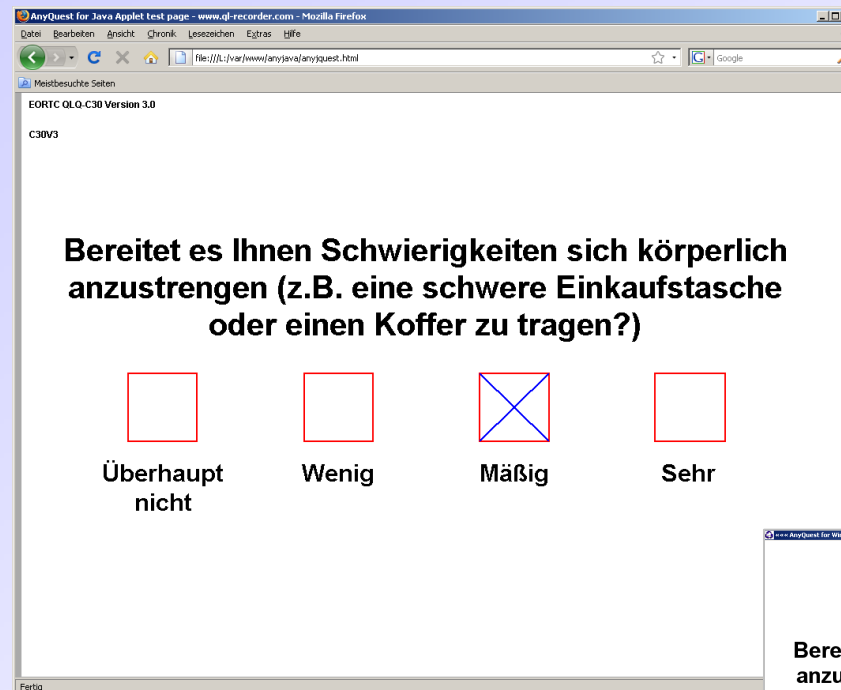 AnyQuest for Java Applet test page - www.ql-recorder.com - Mozilla Firefox
Datei Bearbeiten Ansicht Chronik Lesezeichen Extras Hilfe
file:///L:/var/www/anyjava/anyjquest.html
Google
Meistbesuchte Seiten
EORTC QLQ-C30 Version 3.0
C30V3
Bereitet es Ihnen Schwierigkeiten sich körperlich
anzustrengen (z.B. eine schwere Einkaufstasche
oder einen Koffer zu tragen?)
Überhaupt nicht
Wenig
Mäßig
Sehr
««« AnyQuest for Win
Bere
anzu
Fertig